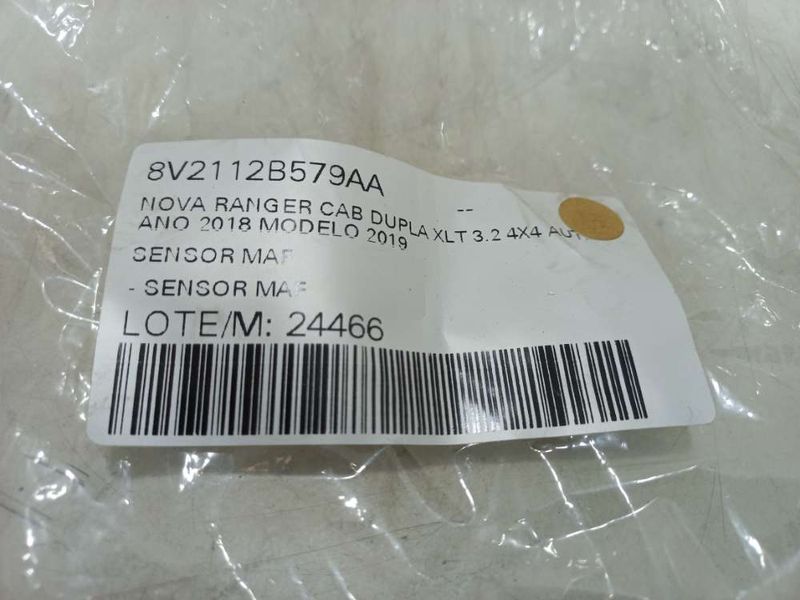 8V2112B579AA
--
NOVA RANGER CAB DUPLA XLT 3.2 4X4 AUT
ANO 2018 MODELO 2019
SENSOR MAF
- SENSOR MAF
LOTE/M: 24466